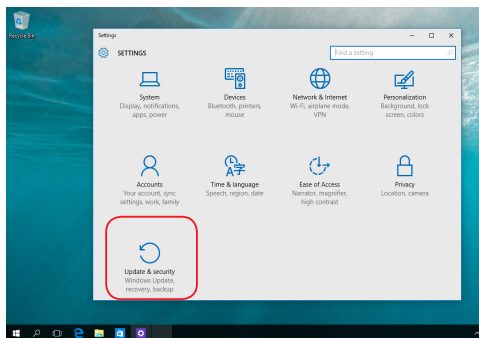 Recycle Bin
Settings
SETTINGS
Find a setting
System
Display, notifications,
apps, power
Devices
Bluetooth, printers,
mouse
Network & Internet
Wi-Fi, airplane mode,
VPN
Personalization
Background, lock
screen, colors
Accounts
Your account, sync
settings, work, family
Time & language
Speech, region, date
Ease of Access
Narrator, magnifier,
high contrast
Privacy
Location, camera
Update & security
Windows Update,
recovery, backup